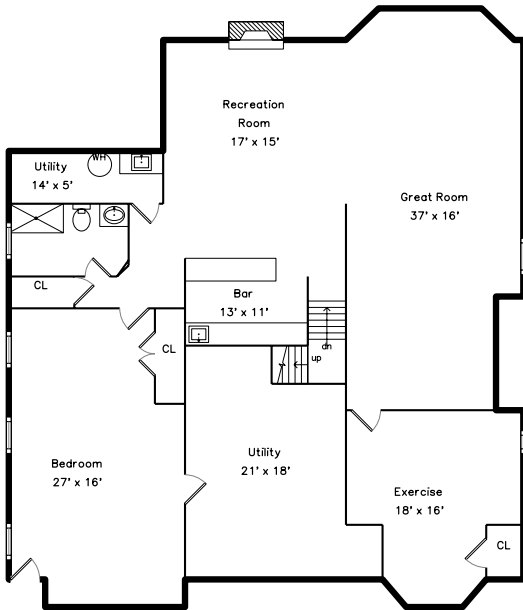 Recreation
Room
17' x 15'
WH
Utility
14' x 5'
Great Room
37' x 16'
CL
Bar
13' x 11'
dn
up
CL
Utility
21' x 18'
Bedroom
27' x 16'
Exercise
18' x 16'
CL